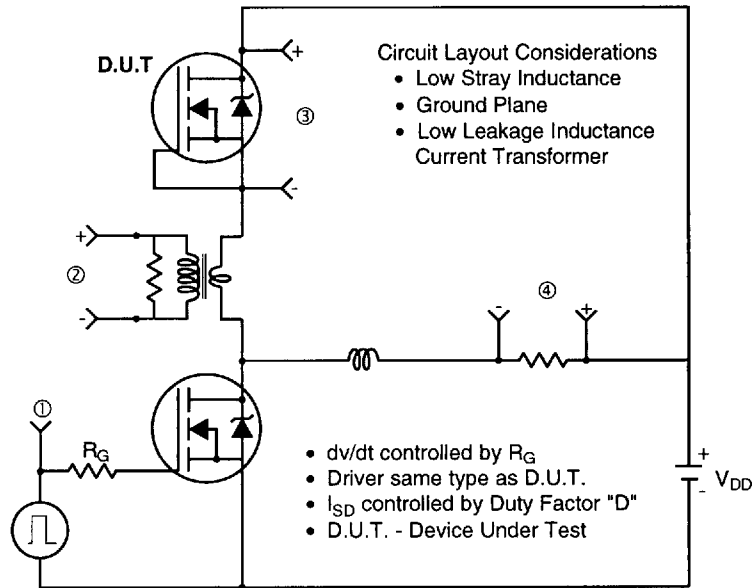 D.U.T
+
③
-
Circuit Layout Considerations
• Low Stray Inductance
• Ground Plane
• Low Leakage Inductance
Current Transformer
+
②
-
④
- +
①
R_G
• dv/dt controlled by R_G
• Driver same type as D.U.T.
• I_SD controlled by Duty Factor "D"
• D.U.T. - Device Under Test
+
-
V_DD